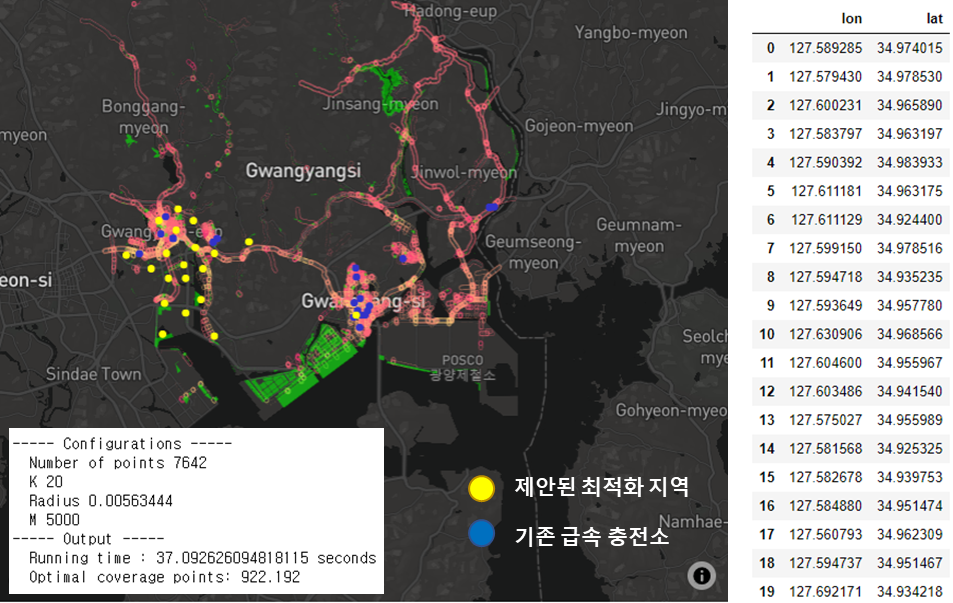 Hadong-eup
Yangbo-myeon
Bonggang-
myeon
Jinsang-myeon
Jingyo-m
myeon
Gojeon-myeon
Gwangyangsi
Jinwol-myeon
Gwang
-eup
Geumseong-
myeon
Geumnam-
myeon
eon-si
Gwa
ang-si
Seolch
mye
POSCO
광양제철소
Sindae Town
Gohyeon-myeo
Namhae-
----- Configurations -----
Number of points 7642
K 20
Radius 0.00563444
M 5000
----- Output -----
Running time : 37.092626094818115 seconds
Optimal coverage points: 922.192
제안된 최적화 지역
기존 급속 충전소
lon lat
0 127.589285 34.974015
1 127.579430 34.978530
2 127.600231 34.965890
3 127.583797 34.963197
4 127.590392 34.983933
5 127.611181 34.963175
6 127.611129 34.924400
7 127.599150 34.978516
8 127.594718 34.935235
9 127.593649 34.957780
10 127.630906 34.968566
11 127.604600 34.955967
12 127.603486 34.941540
13 127.575027 34.955989
14 127.581568 34.925325
15 127.582678 34.939753
16 127.584880 34.951474
17 127.560793 34.962309
18 127.594737 34.951467
19 127.692171 34.934218